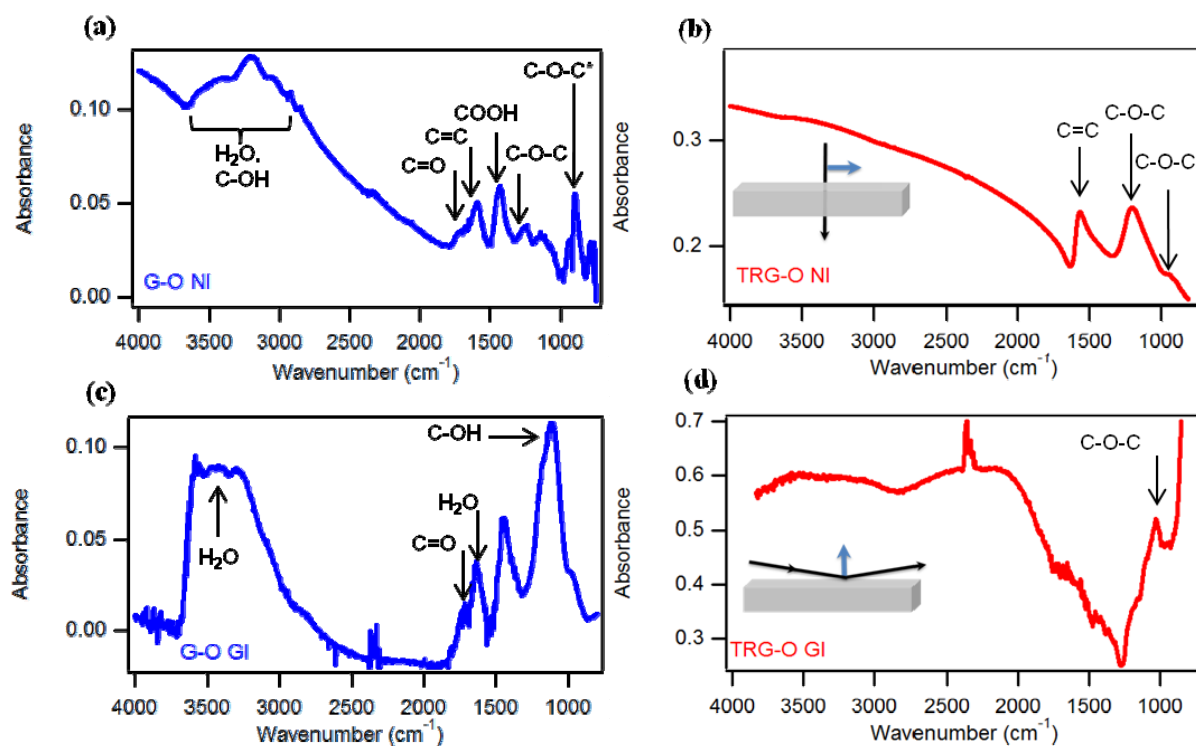 (a)
Absorbance
0.10
0.05
0.00
H₂O,
C-OH
C=O
C=C
COOH
C-O-C
C-O-C*
G-O NI
4000 3500 3000 2500 2000 1500 1000
Wavenumber (cm⁻¹)
(b)
Absorbance
0.3
0.2
C=C
C-O-C
C-O-C
TRG-O NI
4000 3500 3000 2500 2000 1500 1000
Wavenumber (cm⁻¹)
(c)
Absorbance
0.10
0.05
0.00
H₂O
C=O
H₂O
C-OH
G-O GI
4000 3500 3000 2500 2000 1500 1000
Wavenumber (cm⁻¹)
(d)
Absorbance
0.7
0.6
0.5
0.4
0.3
C-O-C
TRG-O GI
4000 3500 3000 2500 2000 1500 1000
Wavenumber (cm⁻¹)